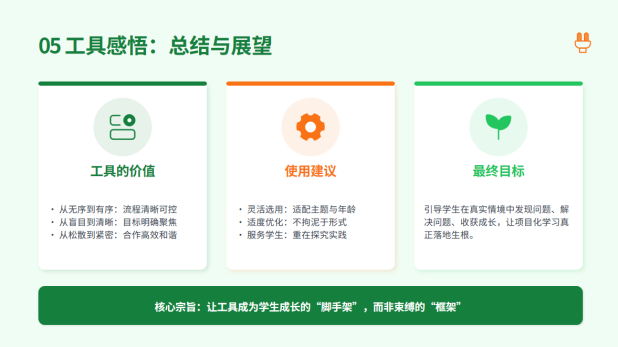 05 工具感悟：总结与展望
工具的价值
• 从无序到有序：流程清晰可控
• 从盲目到清晰：目标明确聚焦
• 从松散到紧密：合作高效和谐
使用建议
• 灵活选用：适配主题与年龄
• 适度优化：不拘泥于形式
• 服务学生：重在探究实践
最终目标
引导学生在真实情境中发现问题、解
决问题、收获成长，让项目化学习真
正落地生根。
核心宗旨：让工具成为学生成长的“脚手架”，而非束缚的“框架”